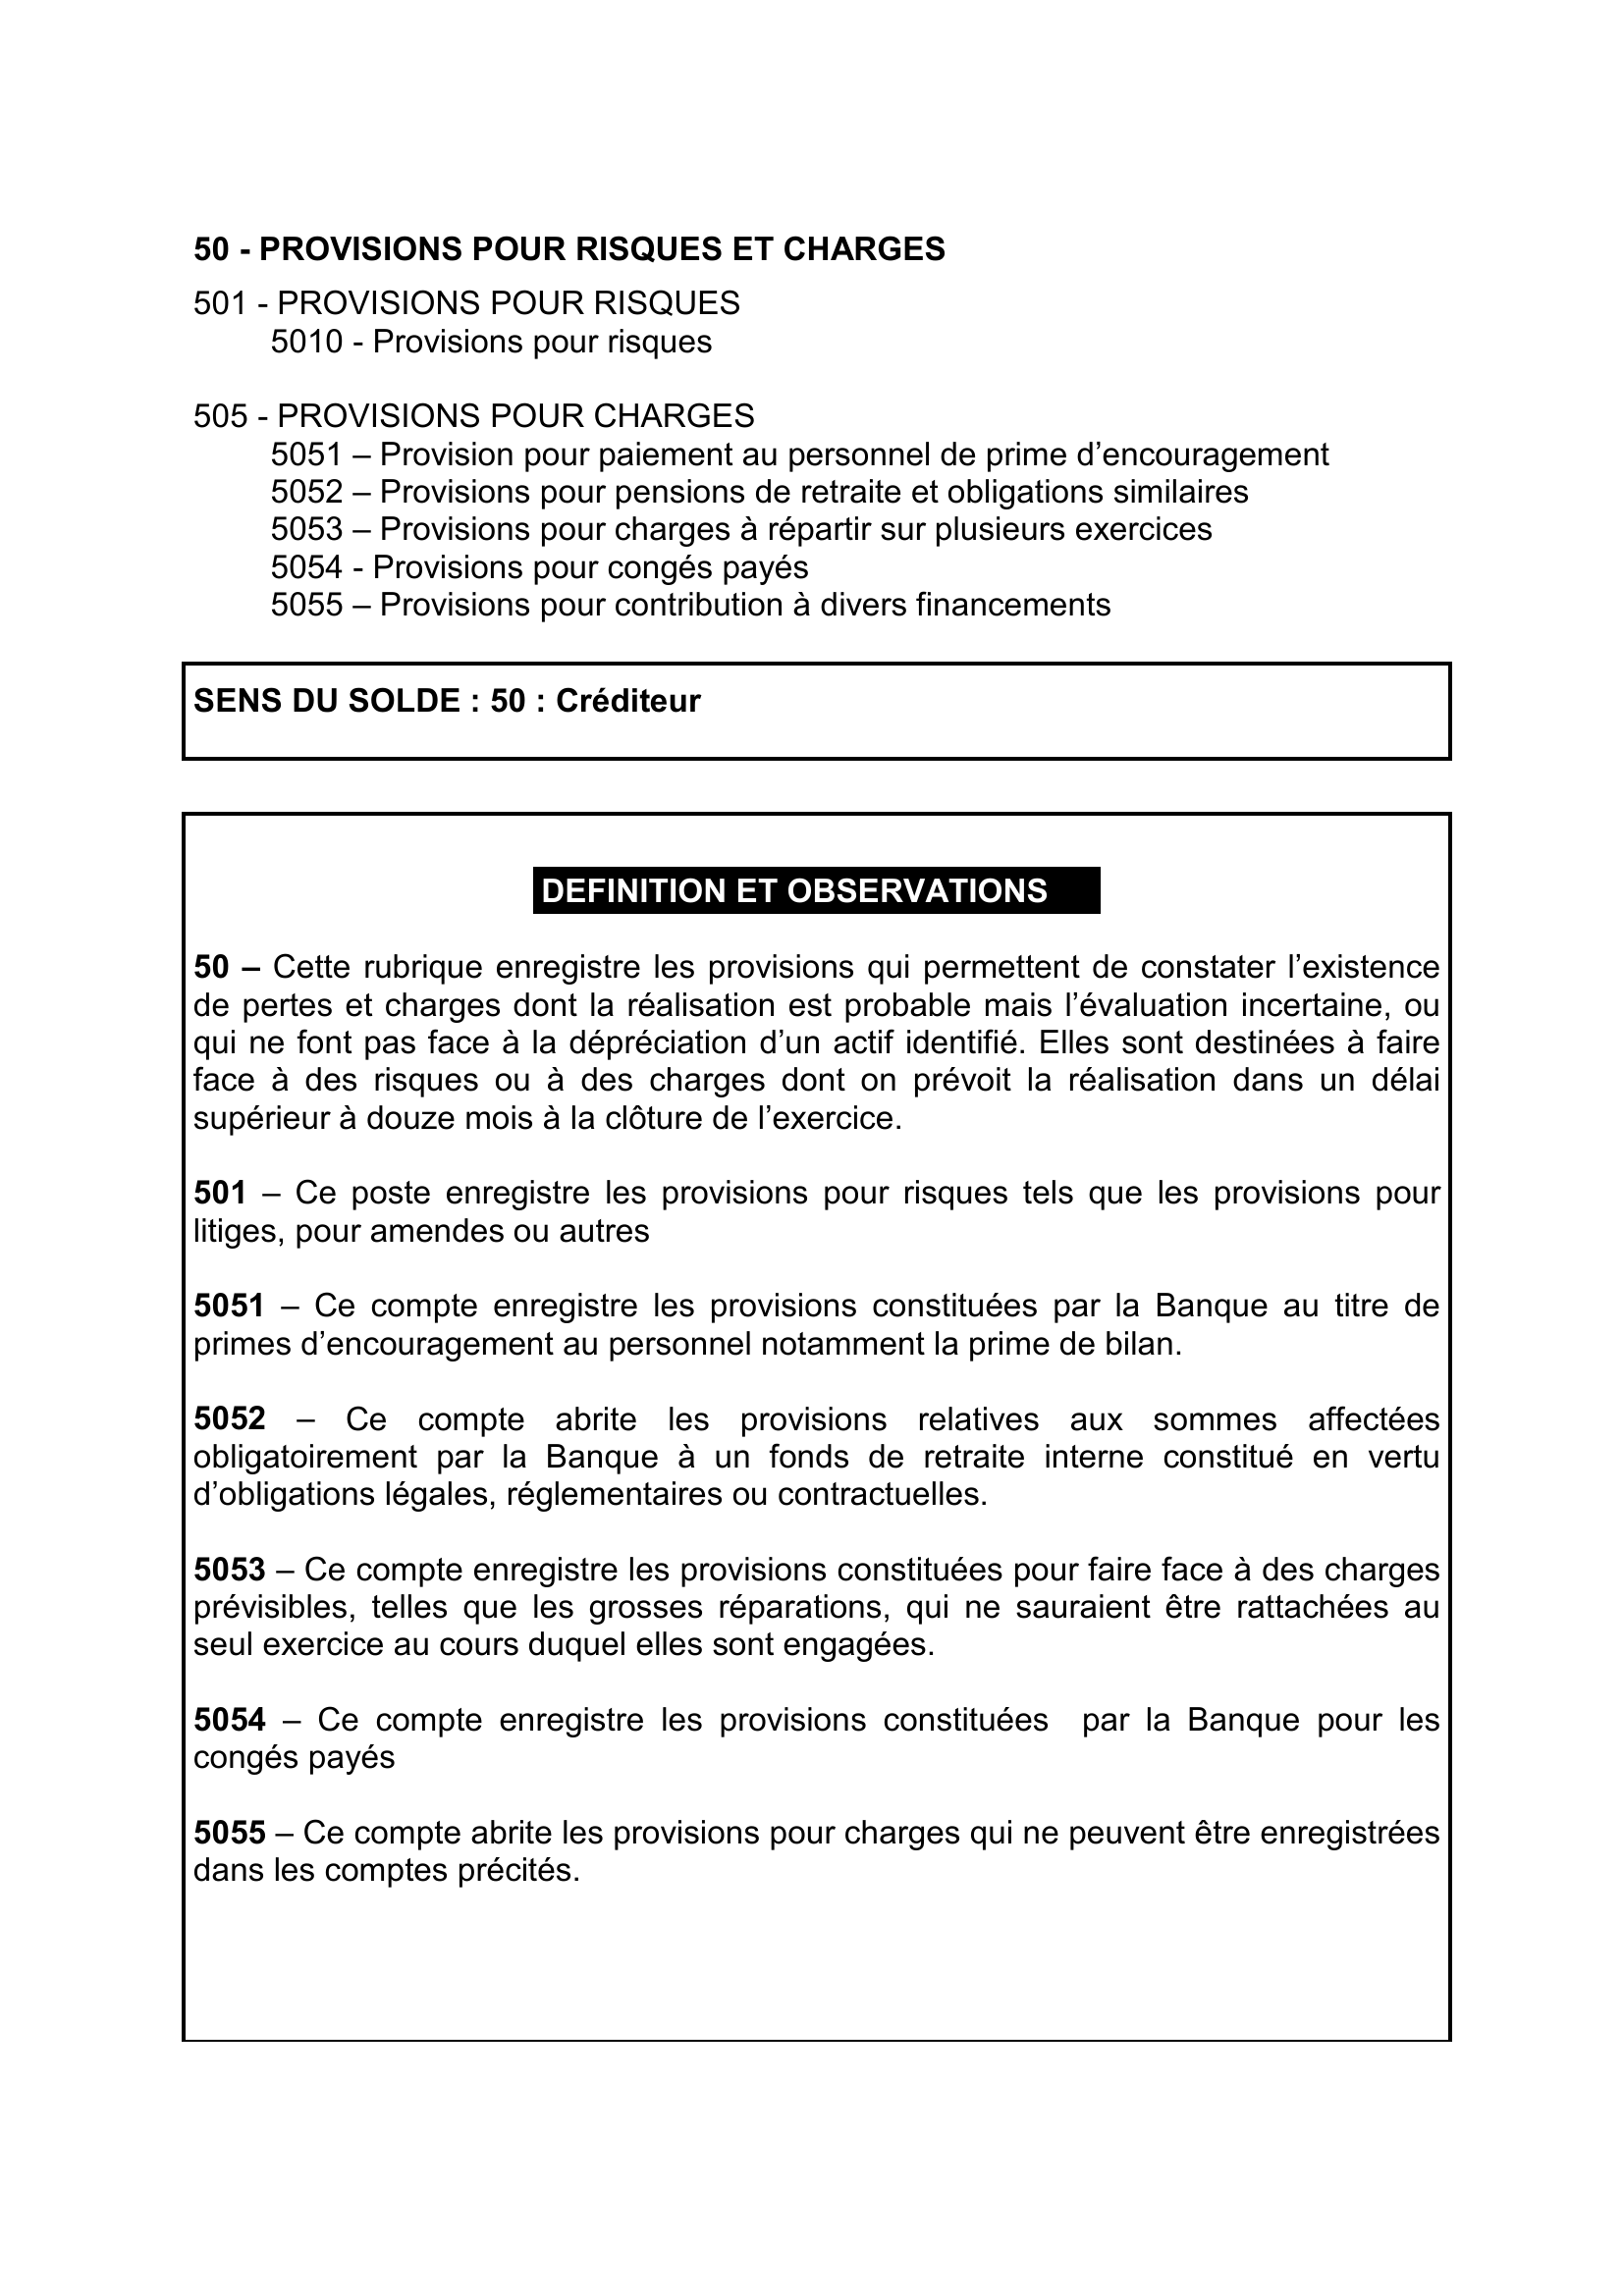 50 - PROVISIONS POUR RISQUES ET CHARGES
501 - PROVISIONS POUR RISQUES
5010 - Provisions pour risques
505 - PROVISIONS POUR CHARGES
5051 – Provision pour paiement au personnel de prime d’encouragement
5052 – Provisions pour pensions de retraite et obligations similaires
5053 – Provisions pour charges à répartir sur plusieurs exercices
5054 - Provisions pour congés payés
5055 – Provisions pour contribution à divers financements
SENS DU SOLDE : 50 : Créditeur
DEFINITION ET OBSERVATIONS
50 – Cette rubrique enregistre les provisions qui permettent de constater l’existence
de pertes et charges dont la réalisation est probable mais l’évaluation incertaine, ou
qui ne font pas face à la dépréciation d’un actif identifié. Elles sont destinées à faire
face à des risques ou à des charges dont on prévoit la réalisation dans un délai
supérieur à douze mois à la clôture de l’exercice.
501 – Ce poste enregistre les provisions pour risques tels que les provisions pour
litiges, pour amendes ou autres
5051 – Ce compte enregistre les provisions constituées par la Banque au titre de
primes d’encouragement au personnel notamment la prime de bilan.
5052 – Ce compte abrite les provisions relatives aux sommes affectées
obligatoirement par la Banque à un fonds de retraite interne constitué en vertu
d’obligations légales, réglementaires ou contractuelles.
5053 – Ce compte enregistre les provisions constituées pour faire face à des charges
prévisibles, telles que les grosses réparations, qui ne sauraient être rattachées au
seul exercice au cours duquel elles sont engagées.
5054 – Ce compte enregistre les provisions constituées  par la Banque pour les
congés payés
5055 – Ce compte abrite les provisions pour charges qui ne peuvent être enregistrées
dans les comptes précités.